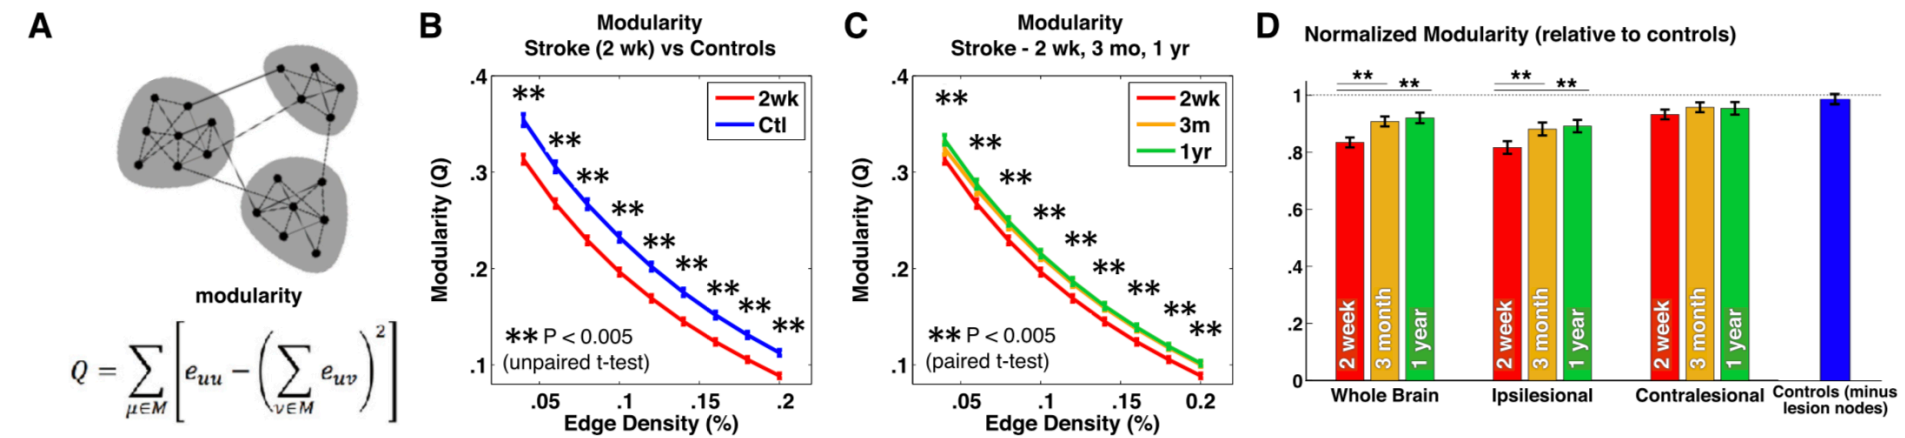 A
modularity
Q = ∑ μ∈M [ e_uu − ( ∑ ν∈M e_uv )² ]
B
Modularity
Stroke (2 wk) vs Controls
Modularity (Q)
.4
.3
.2
.1
**
**
**
**
**
**
**
**
**
2wk
Ctl
** P < 0.005
(unpaired t-test)
.05 .1 .15 .2
Edge Density (%)
C
Modularity
Stroke - 2 wk, 3 mo, 1 yr
Modularity (Q)
.4
.3
.2
.1
**
**
**
**
**
**
**
**
**
2wk
3m
1yr
** P < 0.005
(paired t-test)
.05 .1 .15 0.2
Edge Density (%)
D
Normalized Modularity (relative to controls)
** ** ** **
1
.8
.6
.4
.2
0
2 week 3 month 1 year
2 week 3 month 1 year
2 week 3 month 1 year
Whole Brain Ipsilesional Contralesional Controls (minus
lesion nodes)